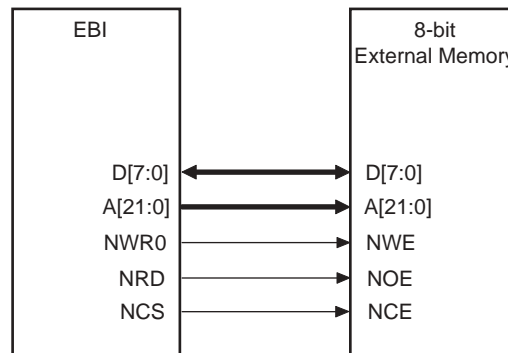 EBI
8-bit
External Memory
D[7:0]
D[7:0]
A[21:0]
A[21:0]
NWR0
NWE
NRD
NOE
NCS
NCE